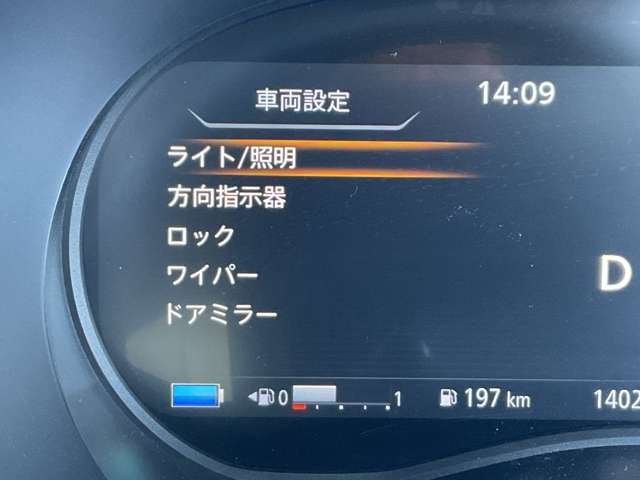 車両設定
14:09
ライト/照明
方向指示器
ロック
ワイパー
ドアミラー
D
0 1 197 km 1402